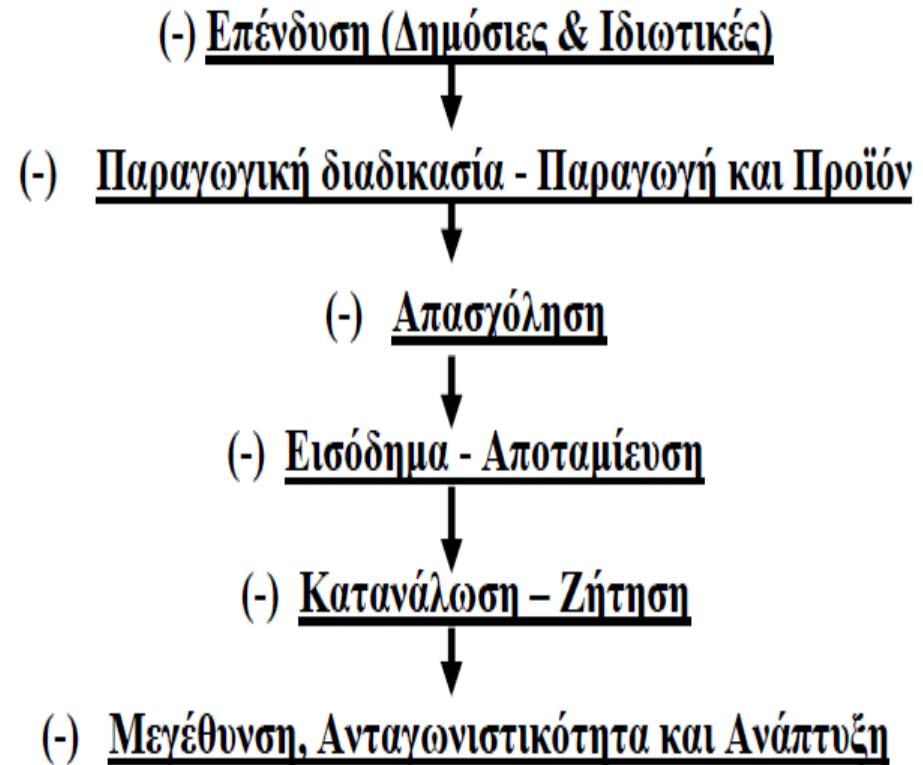 (-) Επένδυση (Δημόσιες & Ιδιωτικές)
(-) Παραγωγική διαδικασία - Παραγωγή και Προϊόν
(-) Απασχόληση
(-) Εισόδημα - Αποταμίευση
(-) Κατανάλωση – Ζήτηση
(-) Μεγέθυνση, Ανταγωνιστικότητα και Ανάπτυξη